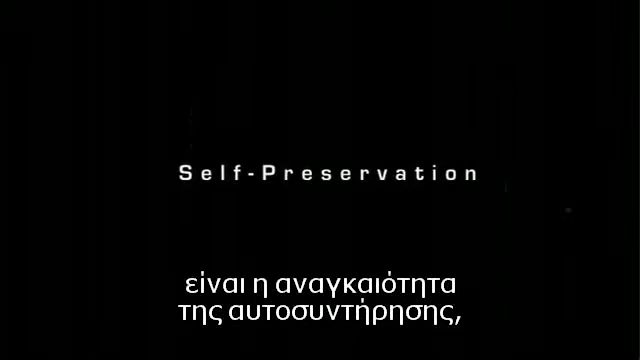 Self-Preservation
είναι η αναγκαιότητα
της αυτοσυντήρησης,